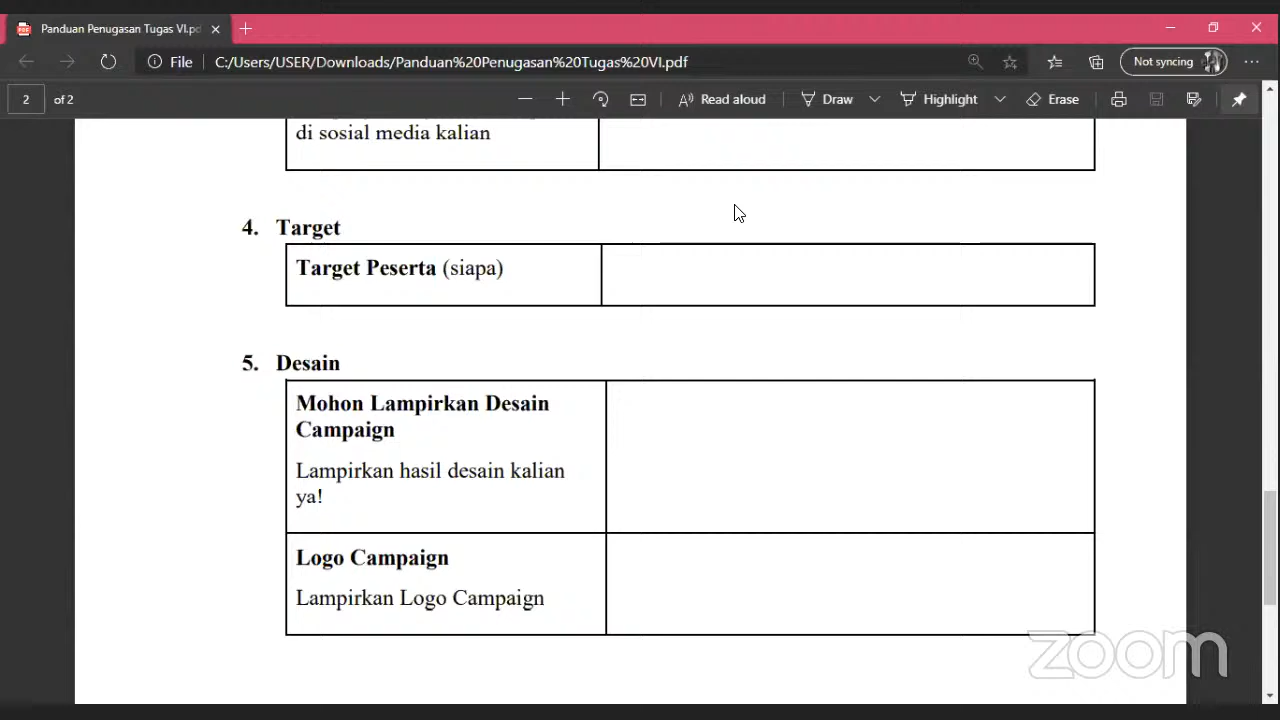 Panduan Penugasan Tugas VI.pd
File
C:/Users/USER/Downloads/Panduan%20Penugasan%20Tugas%20VI.pdf
Not syncing
2
of 2
Read aloud
Draw
Highlight
Erase
di sosial media kalian
4. Target
Target Peserta (siapa)
5. Desain
Mohon Lampirkan Desain
Campaign
Lampirkan hasil desain kalian
ya!
Logo Campaign
Lampirkan Logo Campaign
zoom